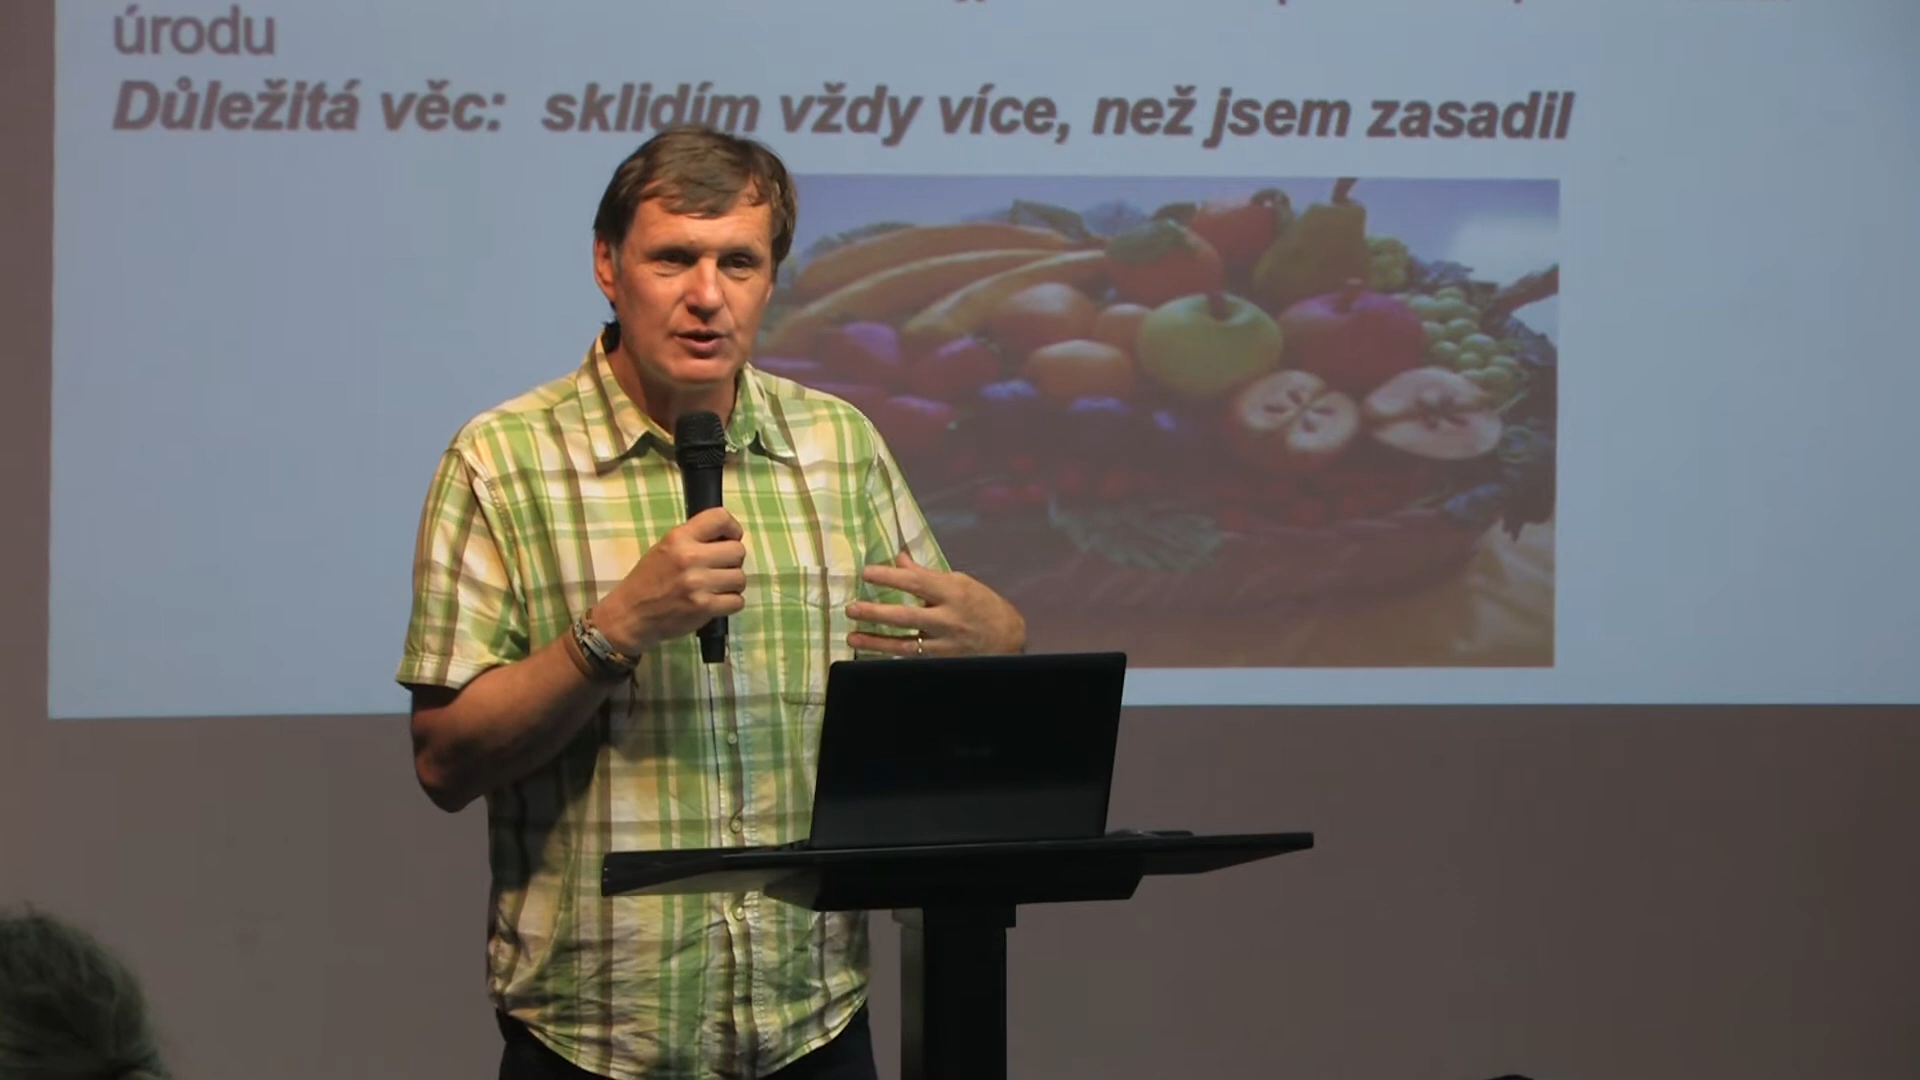 úrodu
Důležitá věc: sklidím vždy více, než jsem zasadil